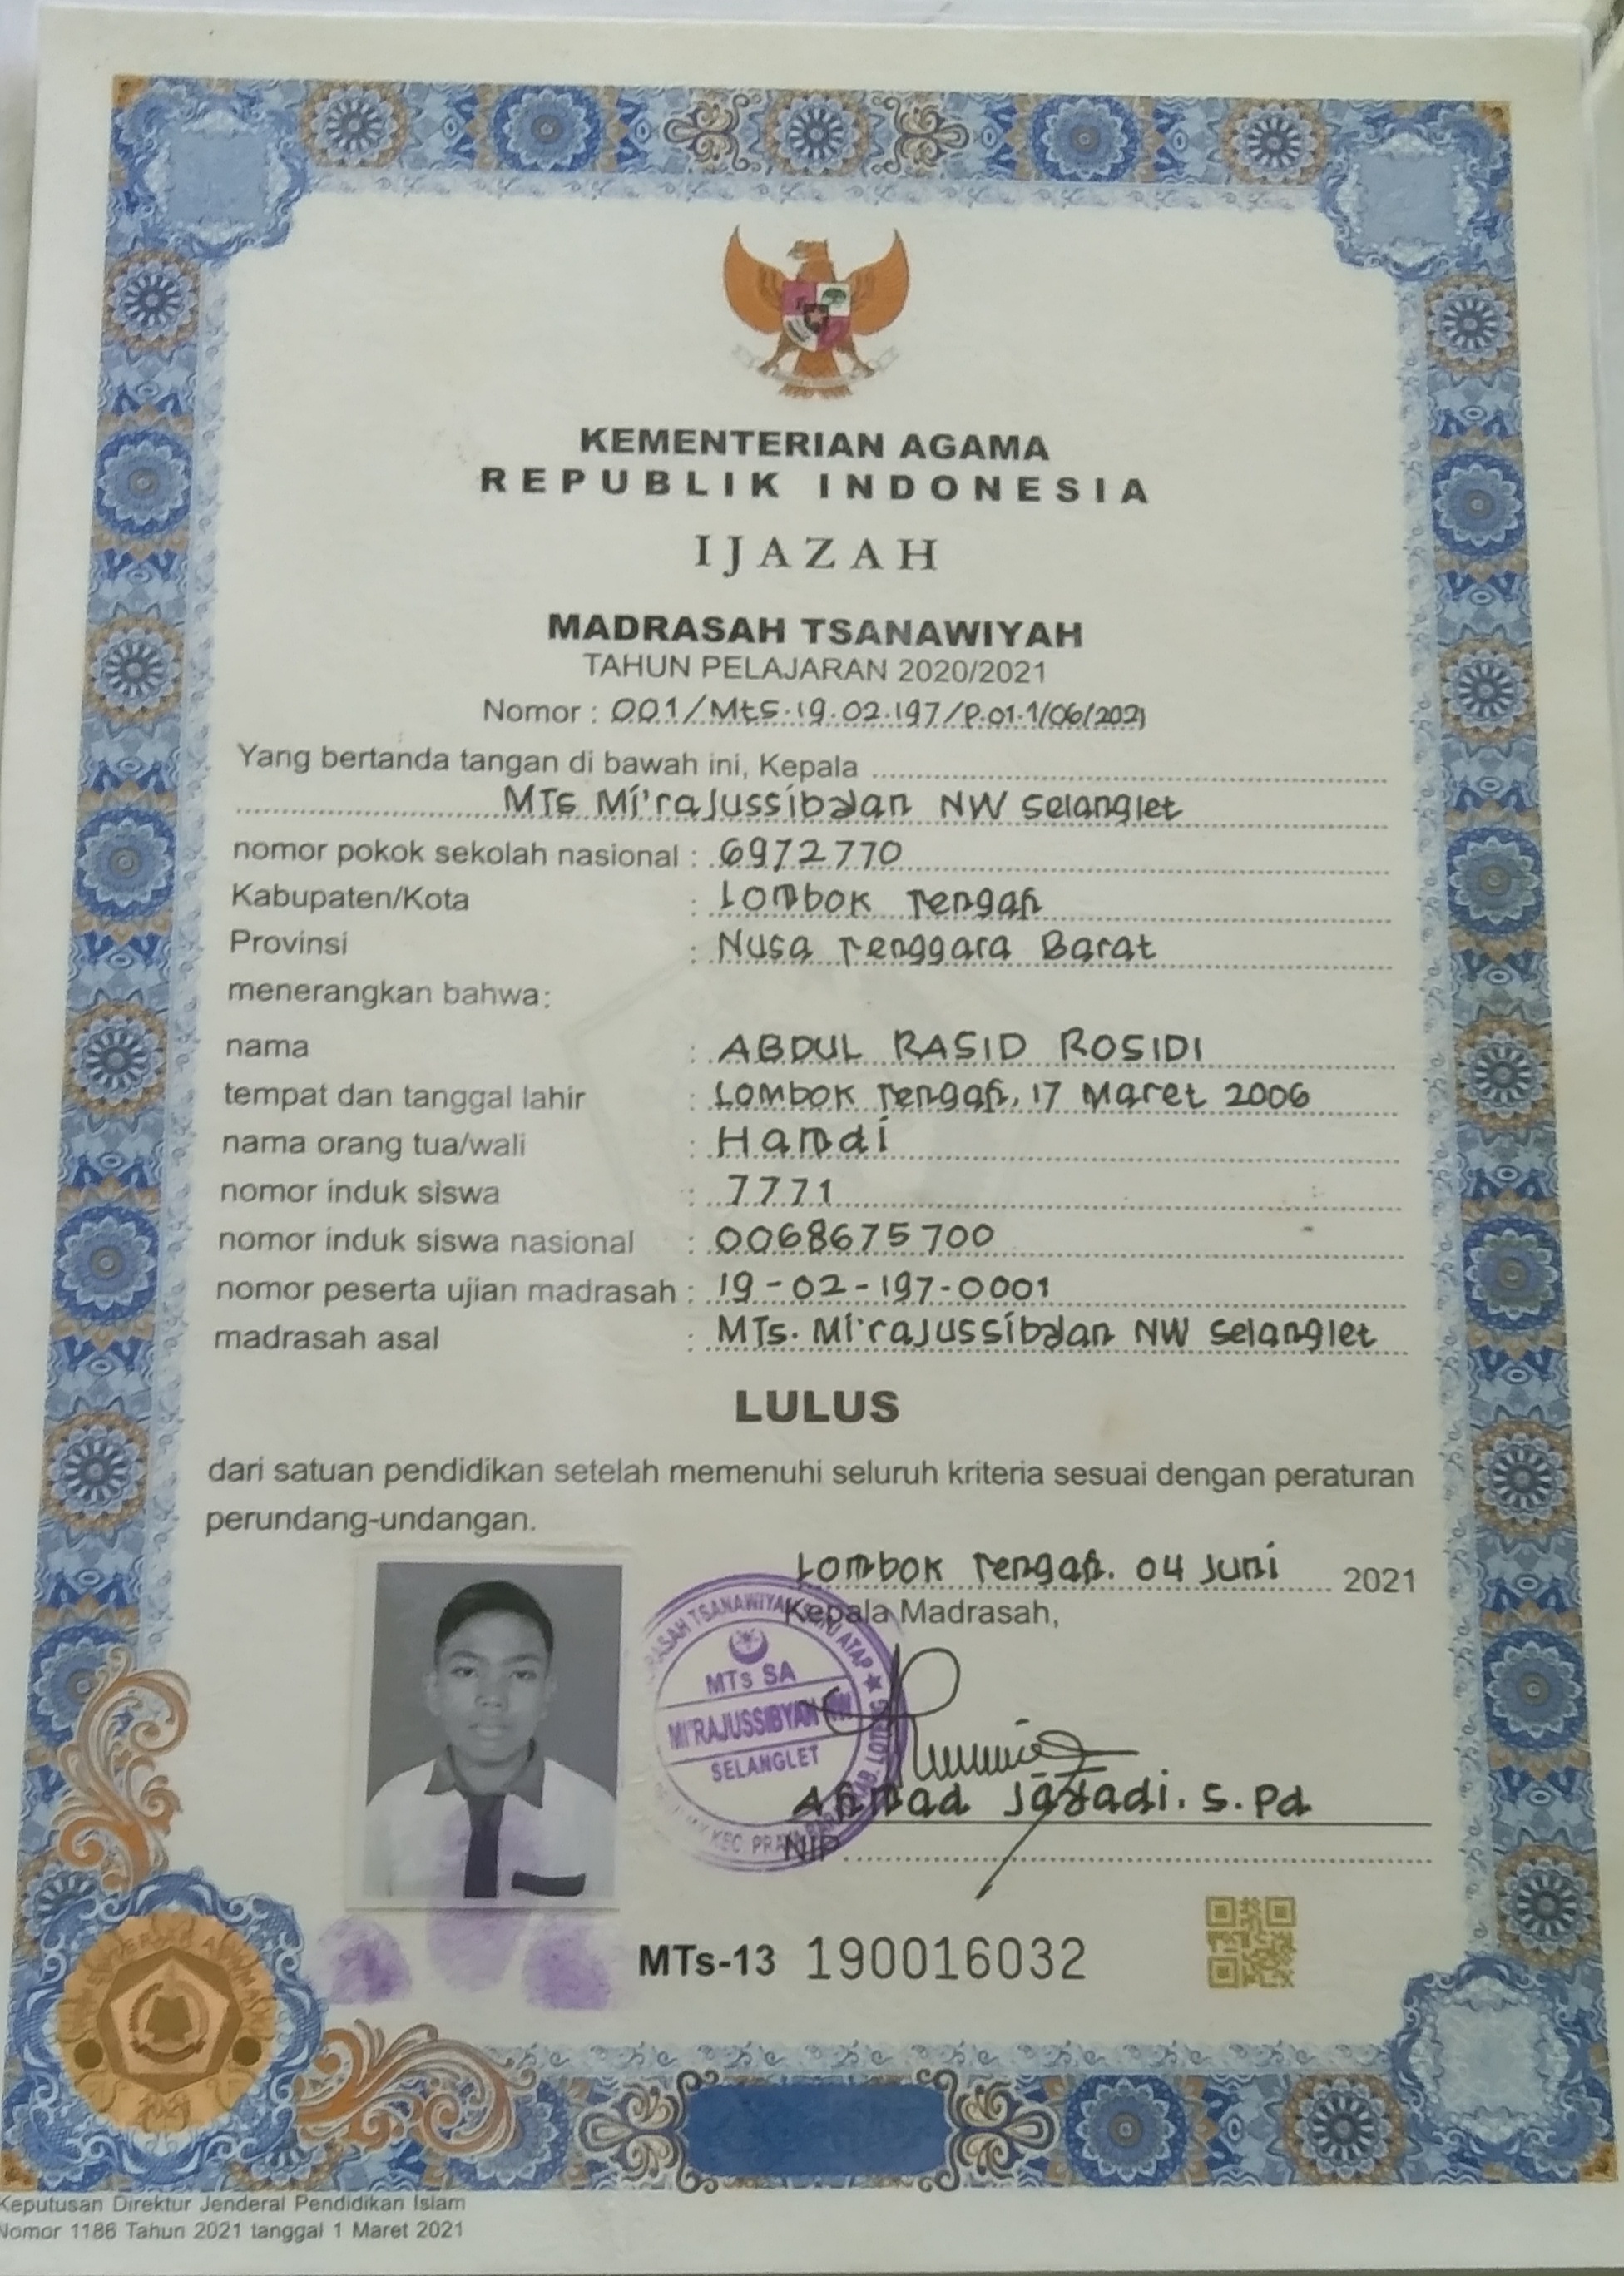 KEMENTERIAN AGAMA
REPUBLIK INDONESIA
IJAZAH
MADRASAH TSANAWIYAH
TAHUN PELAJARAN 2020/2021
Nomor : 001/Mts.19.02.197/P.01.1/06/2021
Yang bertanda tangan di bawah ini, Kepala
MTs Mi'rajussibyan NW Selanglet
nomor pokok sekolah nasional : 6972770
Kabupaten/Kota : Lombok Tengah
Provinsi : Nusa Tenggara Barat
menerangkan bahwa:
nama : ABDUL RASID ROSIDI
tempat dan tanggal lahir : Lombok Tengah, 17 Maret 2006
nama orang tua/wali : Hamdi
nomor induk siswa : 7771
nomor induk siswa nasional : 0068675700
nomor peserta ujian madrasah : 19-02-197-0001
madrasah asal : MTs. Mi'rajussibyan NW Selanglet
LULUS
dari satuan pendidikan setelah memenuhi seluruh kriteria sesuai dengan peraturan
perundang-undangan.
Lombok Tengah. 04 Juni 2021
Kepala Madrasah,
MTs SA
MI'RAJUSSIBYAN NW
SELANGLET
Ahmad Jayadi. S.Pd
NIP
MTs-13 190016032
Keputusan Direktur Jenderal Pendidikan Islam
Nomor 1186 Tahun 2021 tanggal 1 Maret 2021